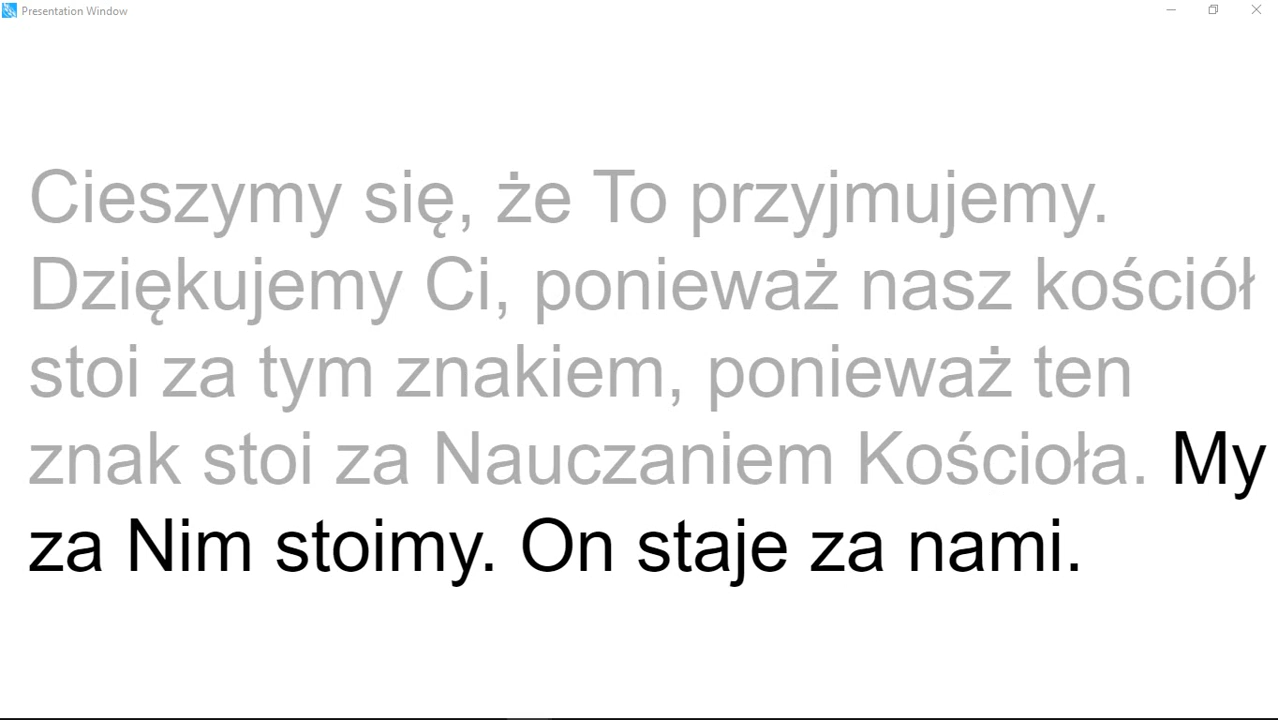 Presentation Window
Cieszymy się, że To przyjmujemy.
Dziękujemy Ci, ponieważ nasz kościół
stoi za tym znakiem, ponieważ ten
znak stoi za Nauczaniem Kościoła. My
za Nim stoimy. On staje za nami.